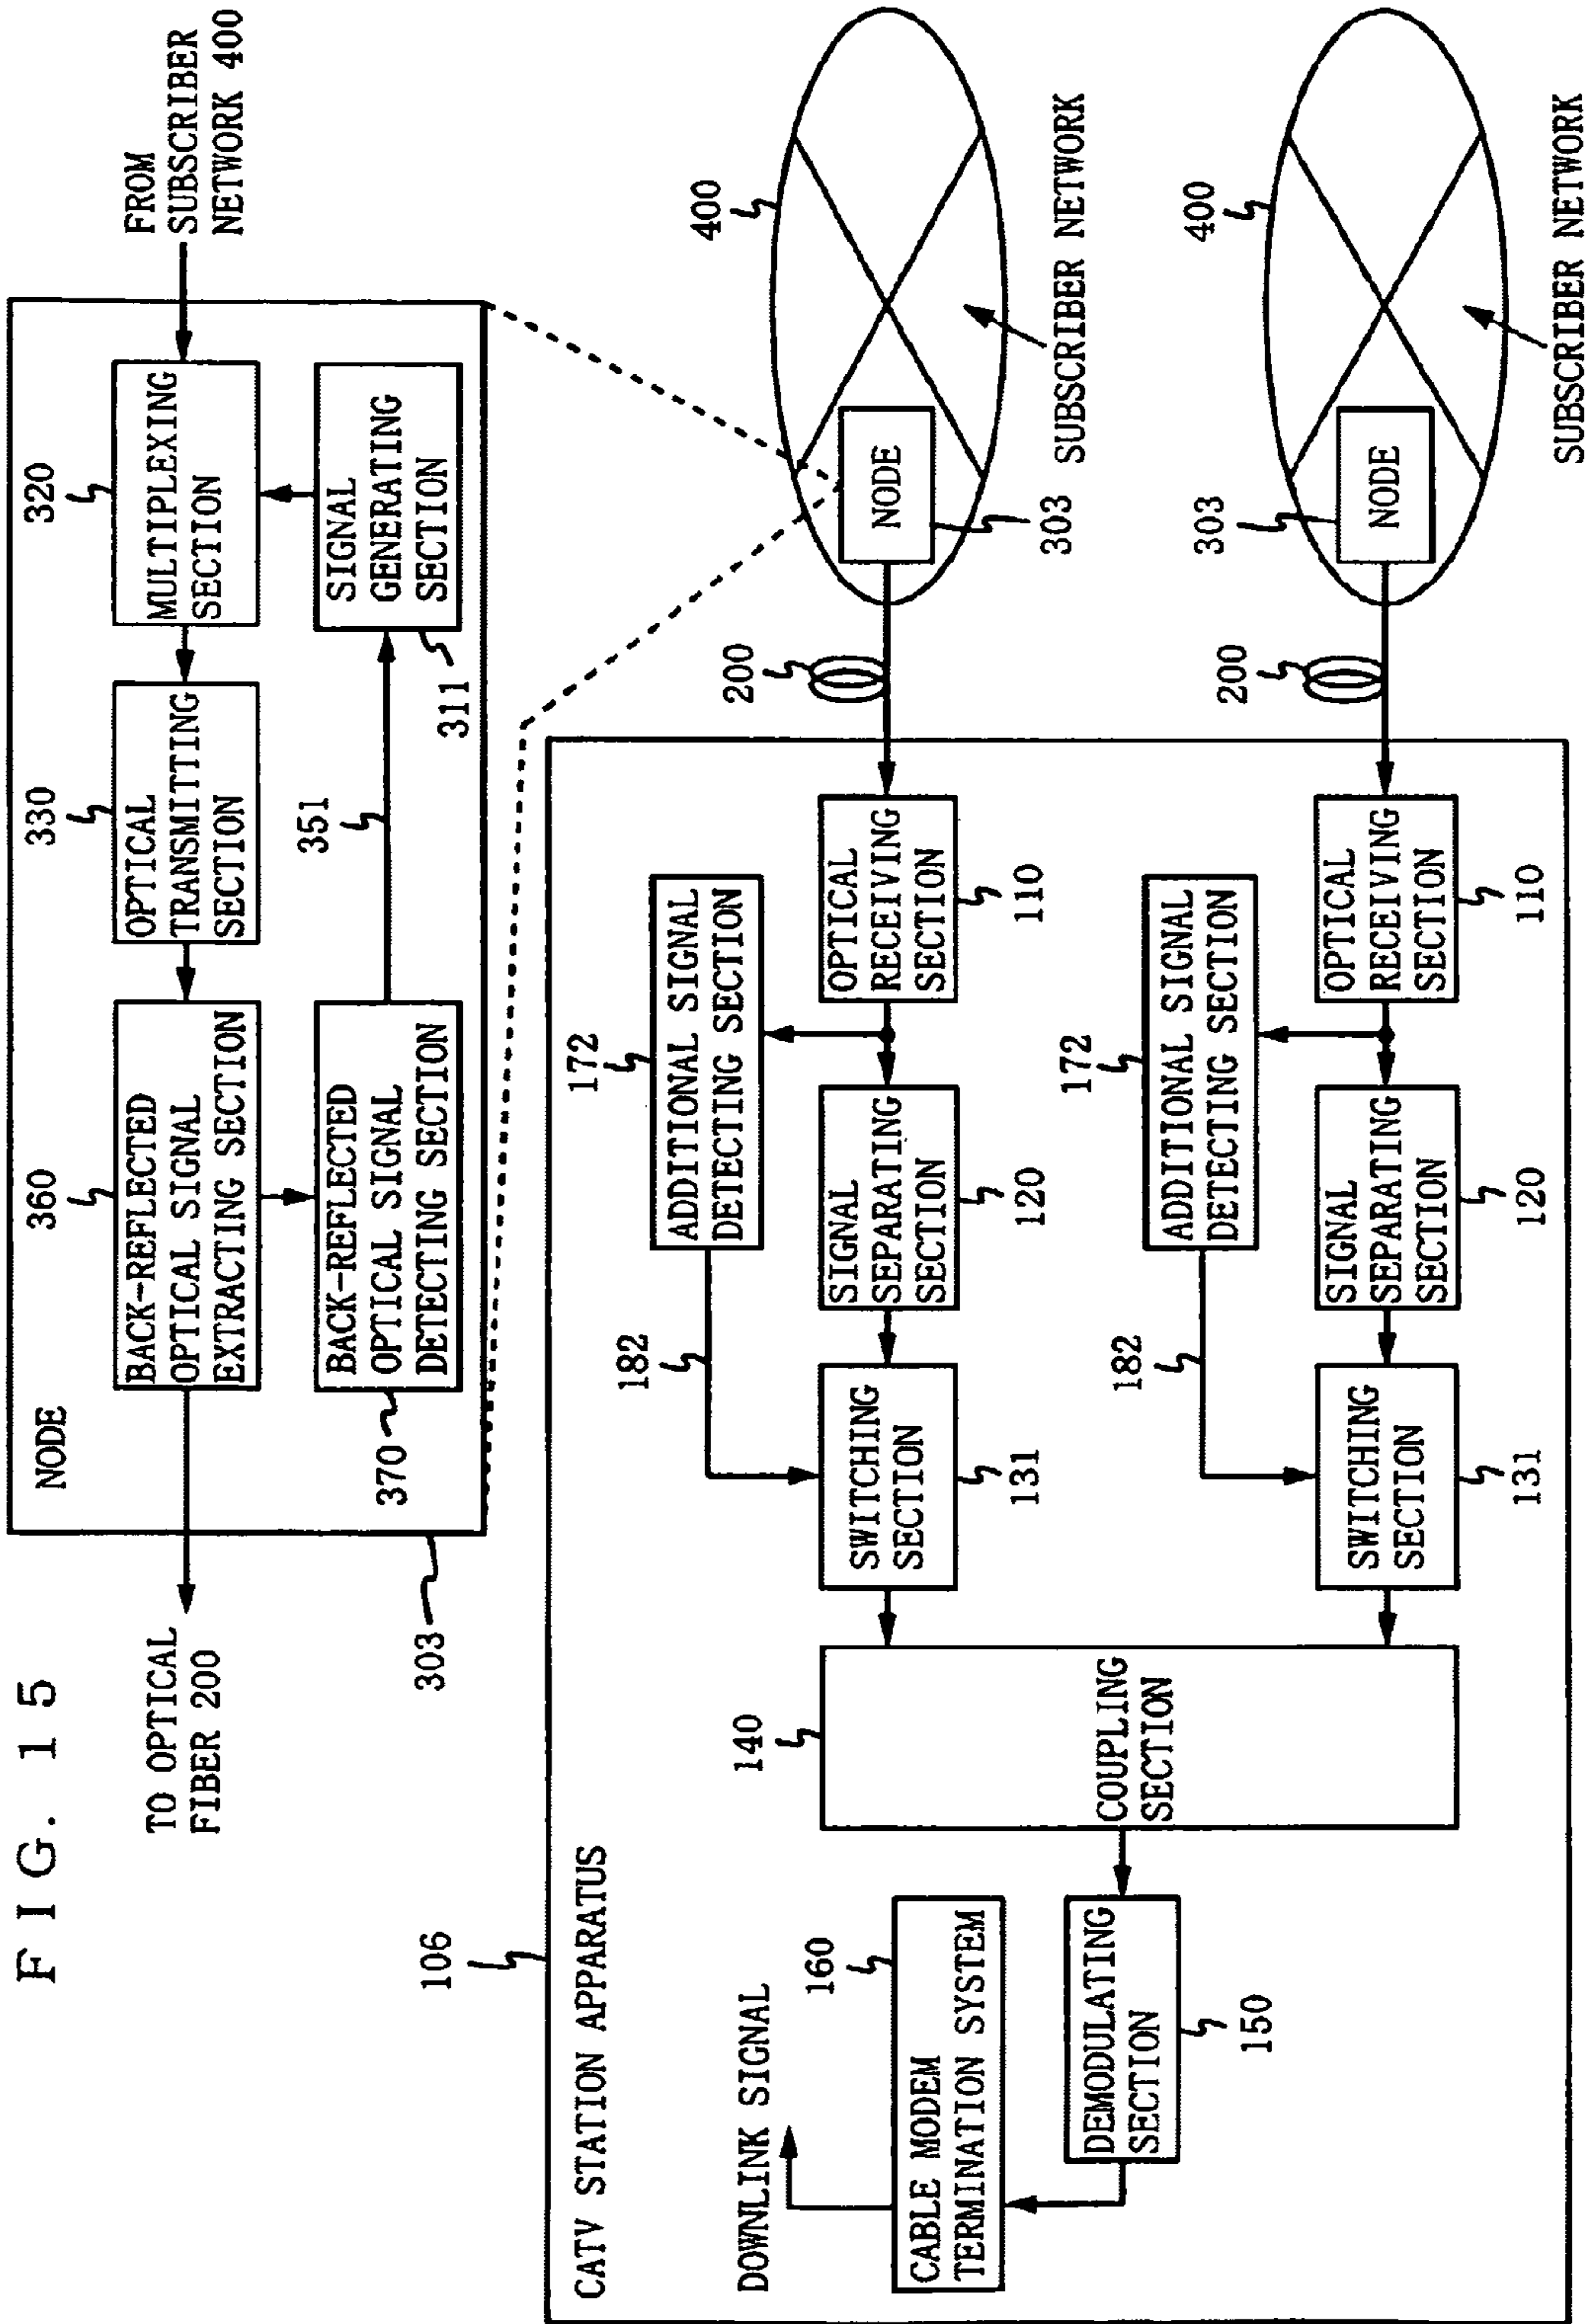 FIG. 15
TO OPTICAL
FIBER 200
303
NODE
360
BACK-REFLECTED
OPTICAL SIGNAL
EXTRACTING SECTION
330
OPTICAL
TRANSMITTING
SECTION
320
MULTIPLEXING
SECTION
FROM
SUBSCRIBER
NETWORK 400
370
BACK-REFLECTED
OPTICAL SIGNAL
DETECTING SECTION
351
SIGNAL
GENERATING
SECTION
311
106
CATV STATION APPARATUS
DOWNLINK SIGNAL
160
CABLE MODEM
TERMINATION SYSTEM
DEMODULATING
SECTION
150
140
COUPLING
SECTION
182
172
ADDITIONAL SIGNAL
DETECTING SECTION
SWITCHING
SECTION
131
SIGNAL
SEPARATING
SECTION
120
OPTICAL
RECEIVING
SECTION
110
200
NODE
303
400
SUBSCRIBER NETWORK
182
172
ADDITIONAL SIGNAL
DETECTING SECTION
SWITCHING
SECTION
131
SIGNAL
SEPARATING
SECTION
120
OPTICAL
RECEIVING
SECTION
110
200
303
NODE
400
SUBSCRIBER NETWORK